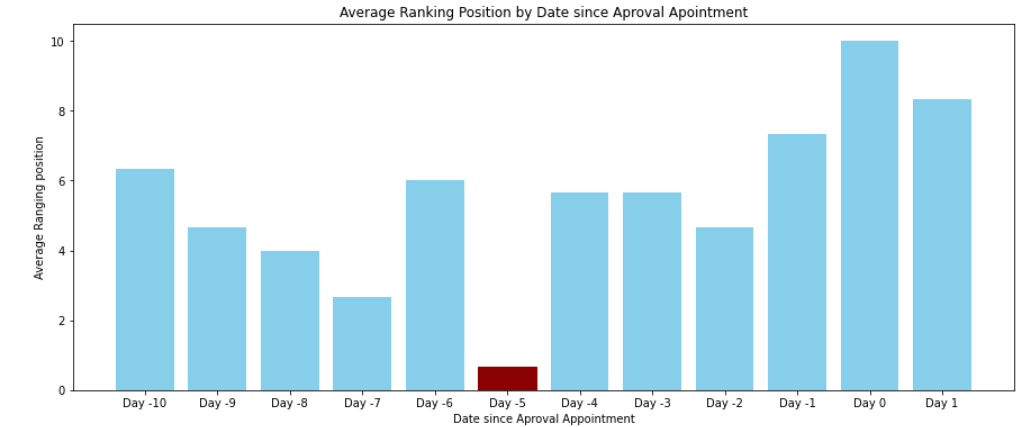 Average Ranking Position by Date since Aproval Apointment
Average Ranging position
10
8
6
4
2
0
Day -10 Day -9 Day -8 Day -7 Day -6 Day -5 Day -4 Day -3 Day -2 Day -1 Day 0 Day 1
Date since Aproval Appointment